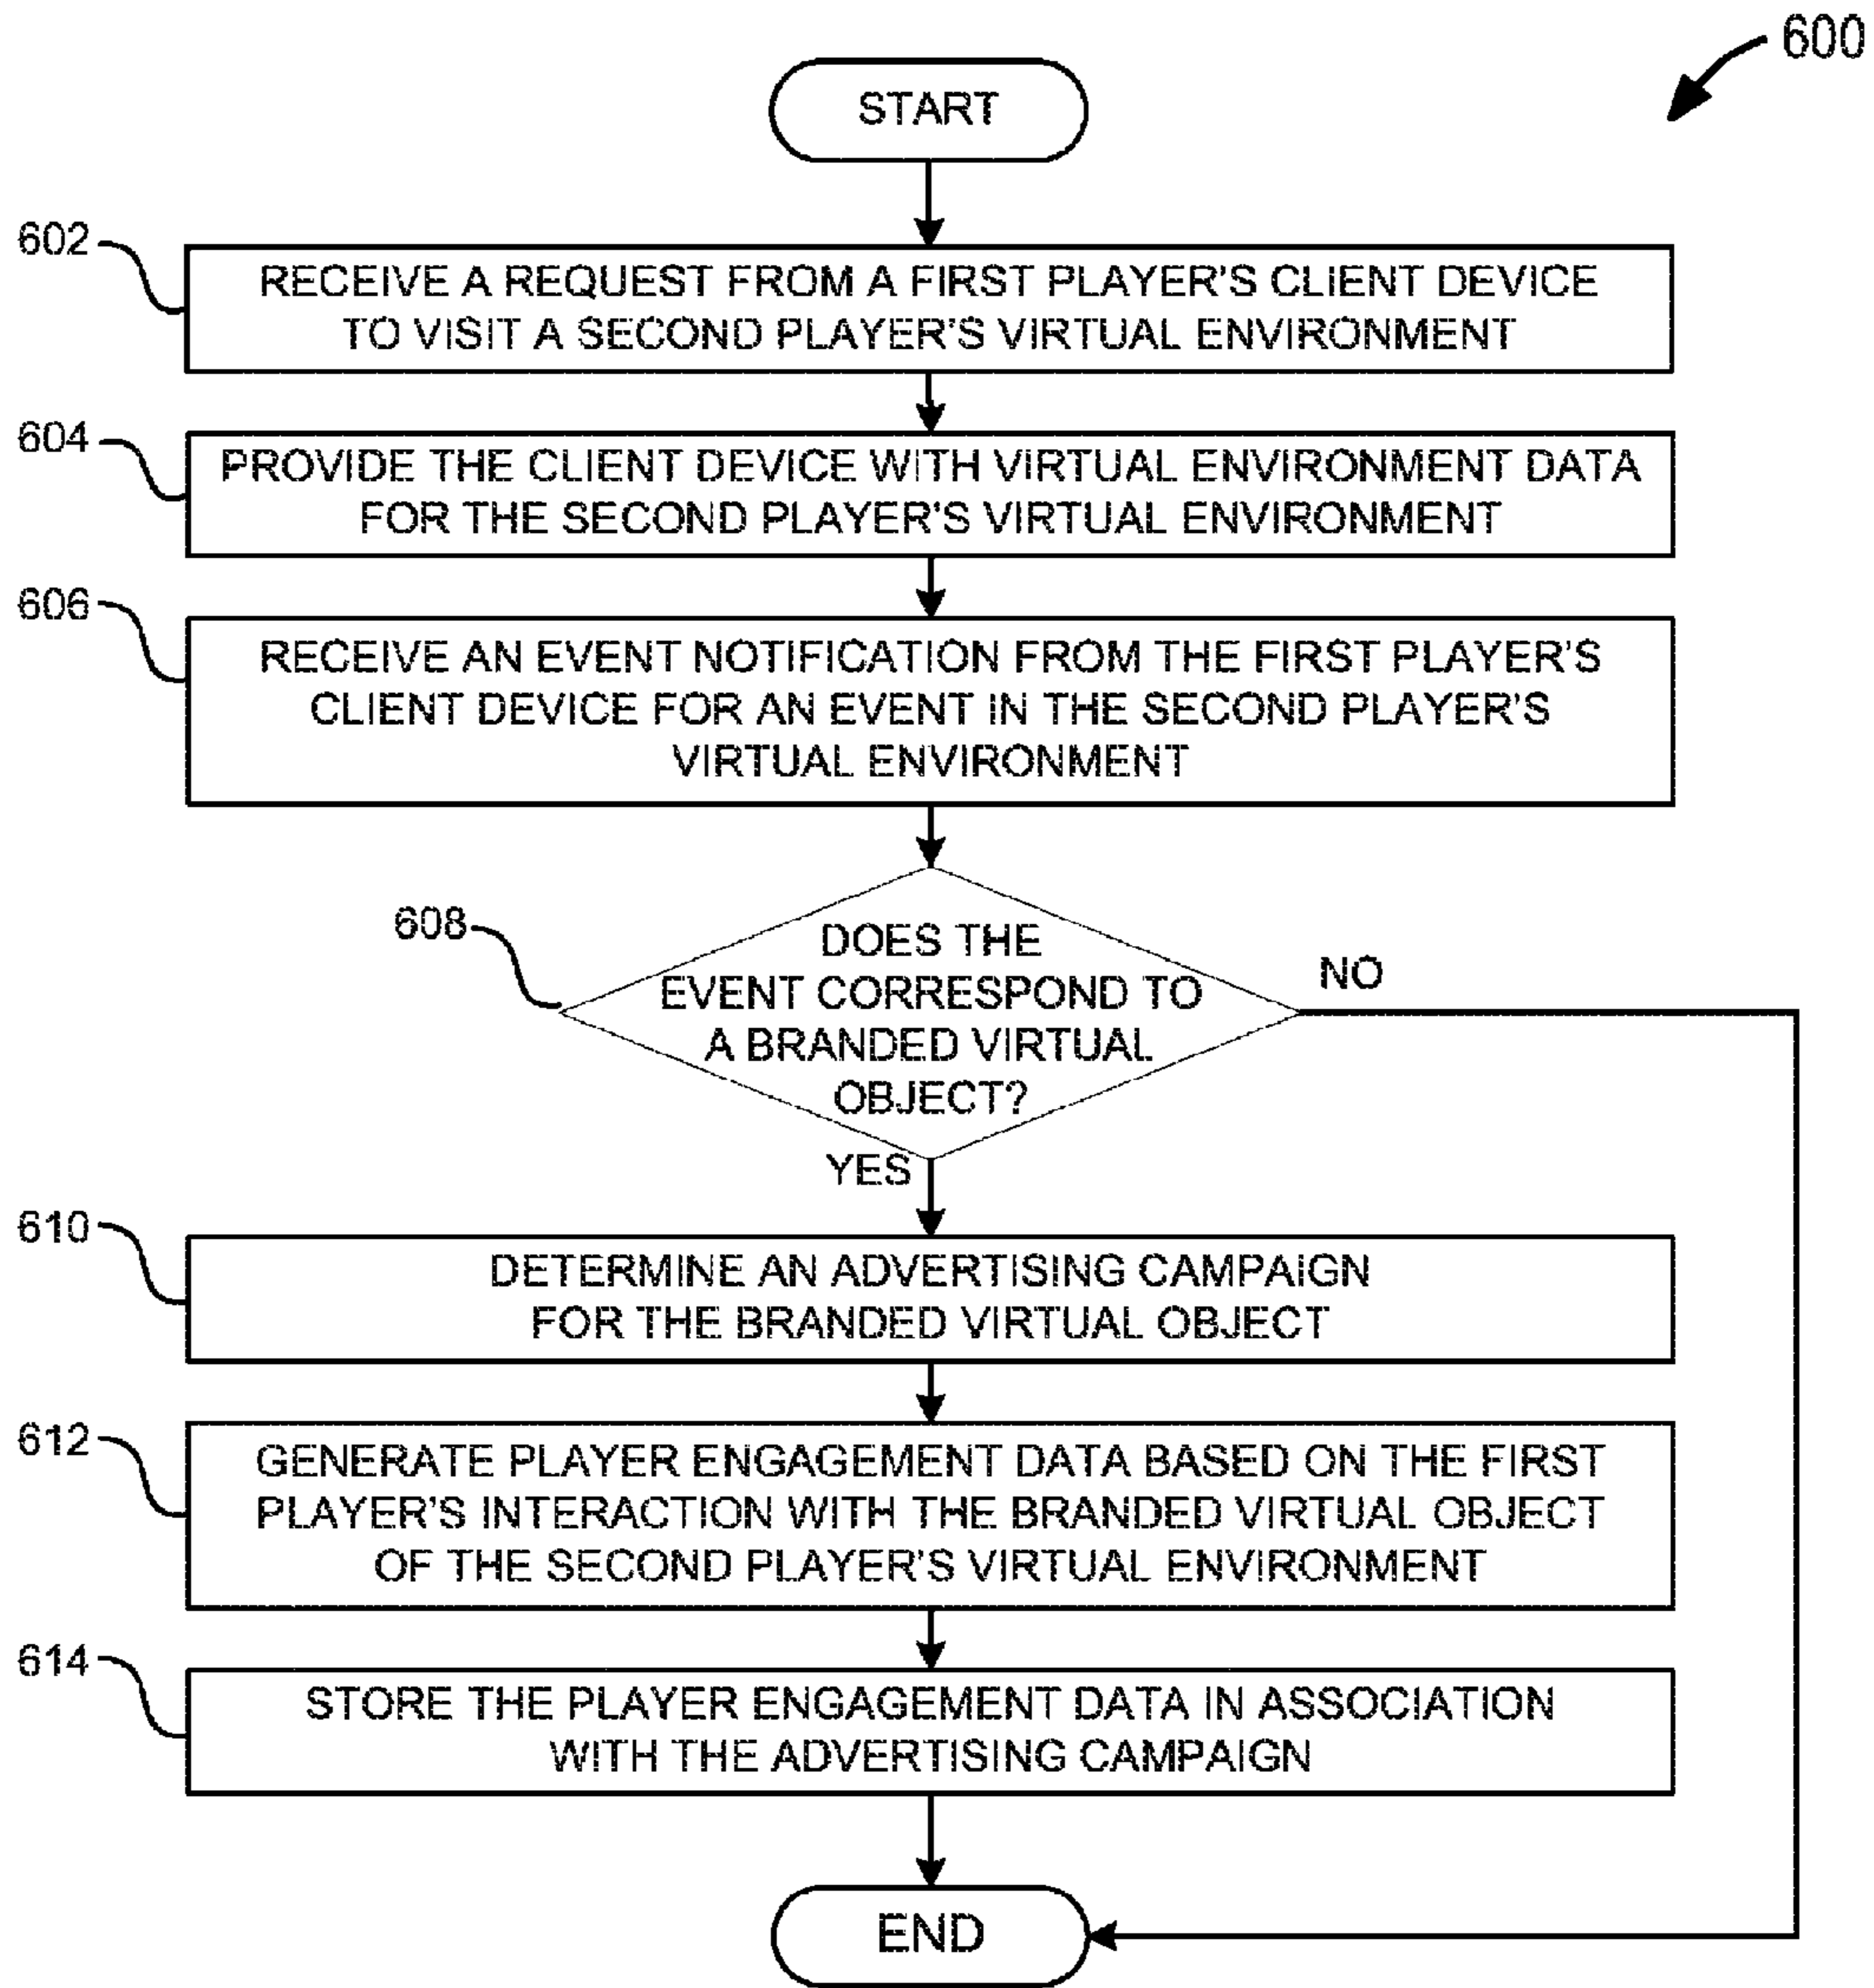 600
START
602
RECEIVE A REQUEST FROM A FIRST PLAYER'S CLIENT DEVICE
TO VISIT A SECOND PLAYER'S VIRTUAL ENVIRONMENT
604
PROVIDE THE CLIENT DEVICE WITH VIRTUAL ENVIRONMENT DATA
FOR THE SECOND PLAYER'S VIRTUAL ENVIRONMENT
606
RECEIVE AN EVENT NOTIFICATION FROM THE FIRST PLAYER'S
CLIENT DEVICE FOR AN EVENT IN THE SECOND PLAYER'S
VIRTUAL ENVIRONMENT
608
DOES THE
EVENT CORRESPOND TO
A BRANDED VIRTUAL
OBJECT?
NO
YES
610
DETERMINE AN ADVERTISING CAMPAIGN
FOR THE BRANDED VIRTUAL OBJECT
612
GENERATE PLAYER ENGAGEMENT DATA BASED ON THE FIRST
PLAYER'S INTERACTION WITH THE BRANDED VIRTUAL OBJECT
OF THE SECOND PLAYER'S VIRTUAL ENVIRONMENT
614
STORE THE PLAYER ENGAGEMENT DATA IN ASSOCIATION
WITH THE ADVERTISING CAMPAIGN
END